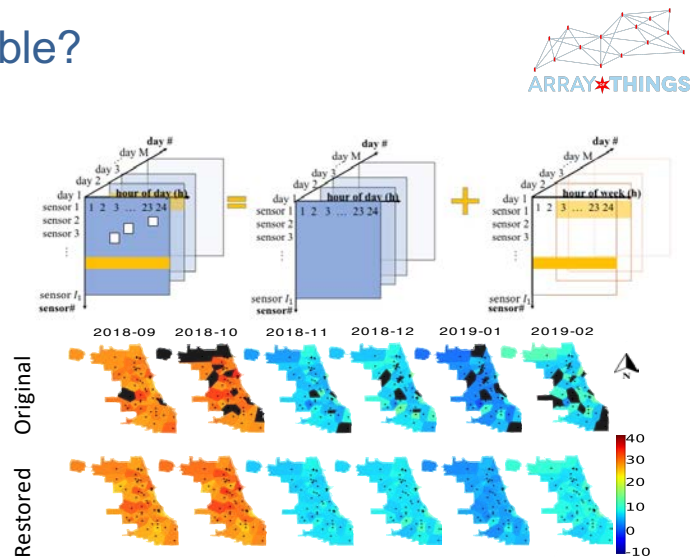 ble?
ARRAY THINGS
day #
day M
day 3
day 2
day 1
hour of day (h)
sensor 1
1 2 3 ... 23 24
sensor 2
sensor 3
⋮
sensor I₁
sensor#
=
day #
day M
day 3
day 2
day 1
hour of day (h)
sensor 1
1 2 3 ... 23 24
sensor 2
sensor 3
⋮
sensor I₁
sensor#
+
day #
day M
day 3
day 2
day 1
hour of week (h)
sensor 1
1 2 3 ... 23 24
sensor 2
sensor 3
⋮
sensor I₁
sensor#
2018-09 2018-10 2018-11 2018-12 2019-01 2019-02
Original
N
Restored
40
30
20
10
0
-10